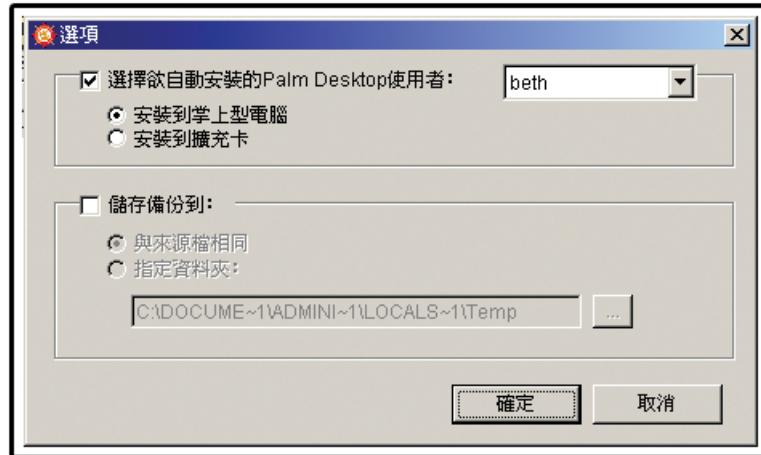 選項
選擇欲自動安裝的Palm Desktop使用者: beth
安裝到掌上型電腦
安裝到擴充卡
儲存備份到:
與來源檔相同
指定資料夾:
C:\DOCUME~1\ADMINI~1\LOCALS~1\Temp ...
確定 取消